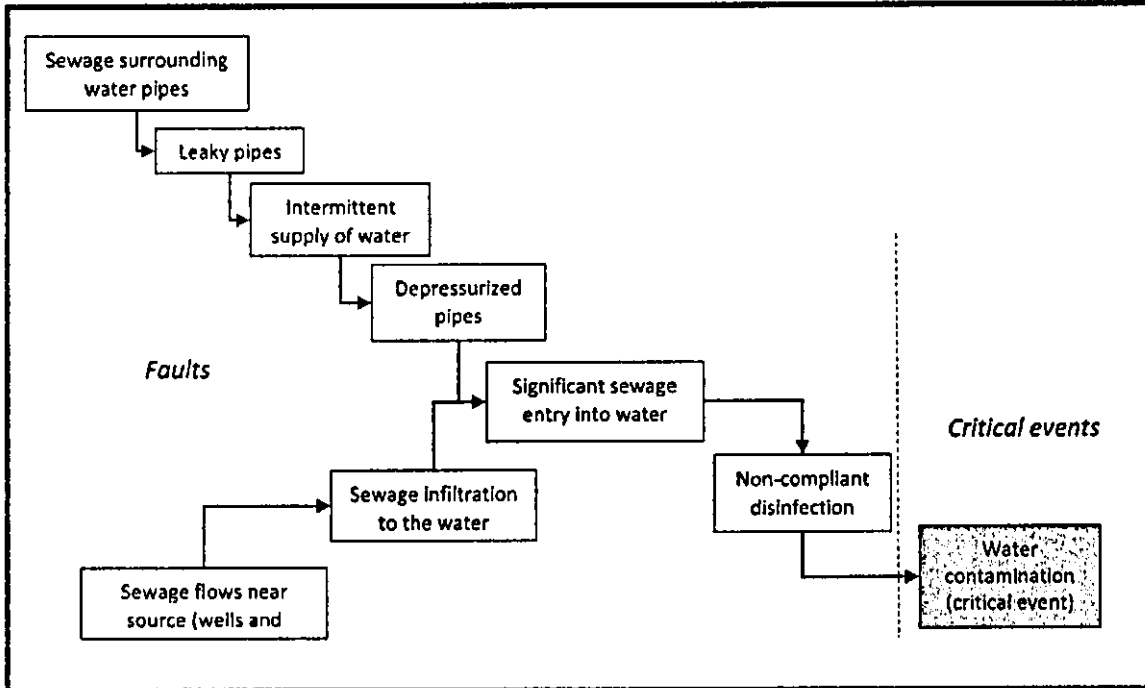 Sewage surrounding
water pipes
Leaky pipes
Intermittent
supply of water
Depressurized
pipes
Faults
Significant sewage
entry into water
Critical events
Non-compliant
disinfection
Sewage infiltration
to the water
Water
contamination
(critical event)
Sewage flows near
source (wells and